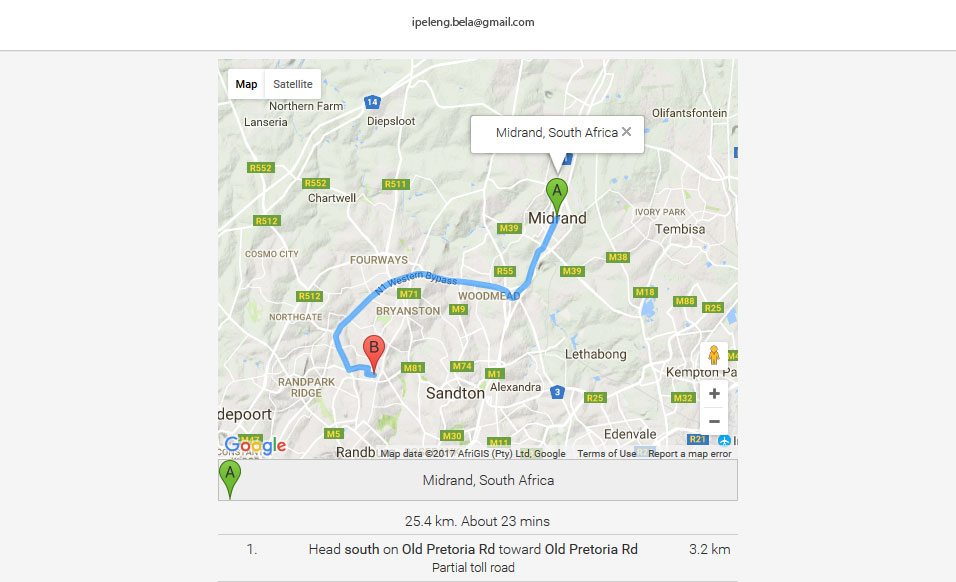 ipeleng.bela@gmail.com
Map Satellite
Northern Farm
14
Lanseria
Diepsloot
Olifantsfontein
Midrand, South Africa
R552
R552
R511
Chartwell
A
R512
Midrand
IVORY PARK
M39
Tembisa
COSMO CITY
FOURWAYS
M38
R55
M39
N1 Western Bypass
R512
M71
WOODMEAD
M18
M88
R25
NORTHGATE
BRYANSTON
M9
B
Lethabong
M81
M74
M1
Kempton Pa
RANDPARK
RIDGE
Sandton
Alexandra
3
R25
M32
depoort
M5
M30
M11
Edenvale
R21
Google
Randb
Map data ©2017 AfriGIS (Pty) Ltd, Google Terms of Use Report a map error
A
Midrand, South Africa
25.4 km. About 23 mins
1. Head south on Old Pretoria Rd toward Old Pretoria Rd 3.2 km
Partial toll road